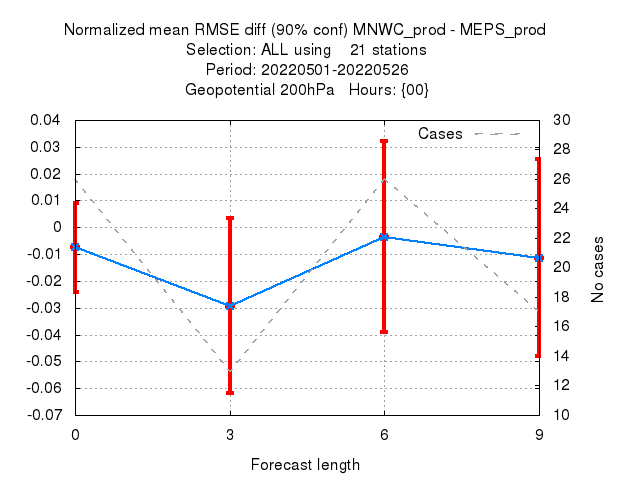 Normalized mean RMSE diff (90% conf) MNWC_prod - MEPS_prod
Selection: ALL using    21 stations
Period: 20220501-20220526
Geopotential 200hPa   Hours: {00}
Cases
0.04
0.03
0.02
0.01
0
-0.01
-0.02
-0.03
-0.04
-0.05
-0.06
-0.07
30
28
26
24
22
20
18
16
14
12
10
No cases
0 3 6 9
Forecast length